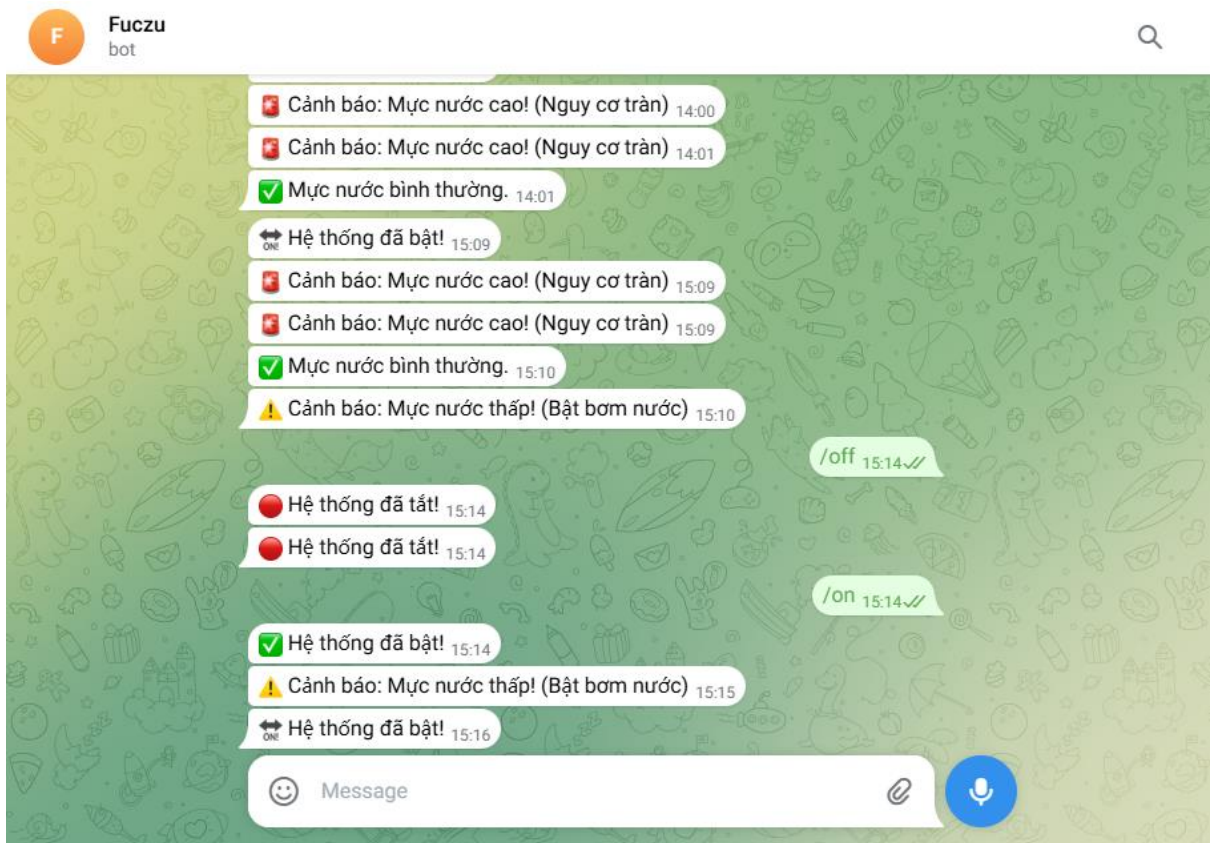 F
Fuczu
bot
🚨 Cảnh báo: Mực nước cao! (Nguy cơ tràn) 14:00
🚨 Cảnh báo: Mực nước cao! (Nguy cơ tràn) 14:01
✅ Mực nước bình thường. 14:01
🔛 Hệ thống đã bật! 15:09
🚨 Cảnh báo: Mực nước cao! (Nguy cơ tràn) 15:09
🚨 Cảnh báo: Mực nước cao! (Nguy cơ tràn) 15:09
✅ Mực nước bình thường. 15:10
⚠️ Cảnh báo: Mực nước thấp! (Bật bơm nước) 15:10
/off 15:14
🔴 Hệ thống đã tắt! 15:14
🔴 Hệ thống đã tắt! 15:14
/on 15:14
✅ Hệ thống đã bật! 15:14
⚠️ Cảnh báo: Mực nước thấp! (Bật bơm nước) 15:15
🔛 Hệ thống đã bật! 15:16
Message